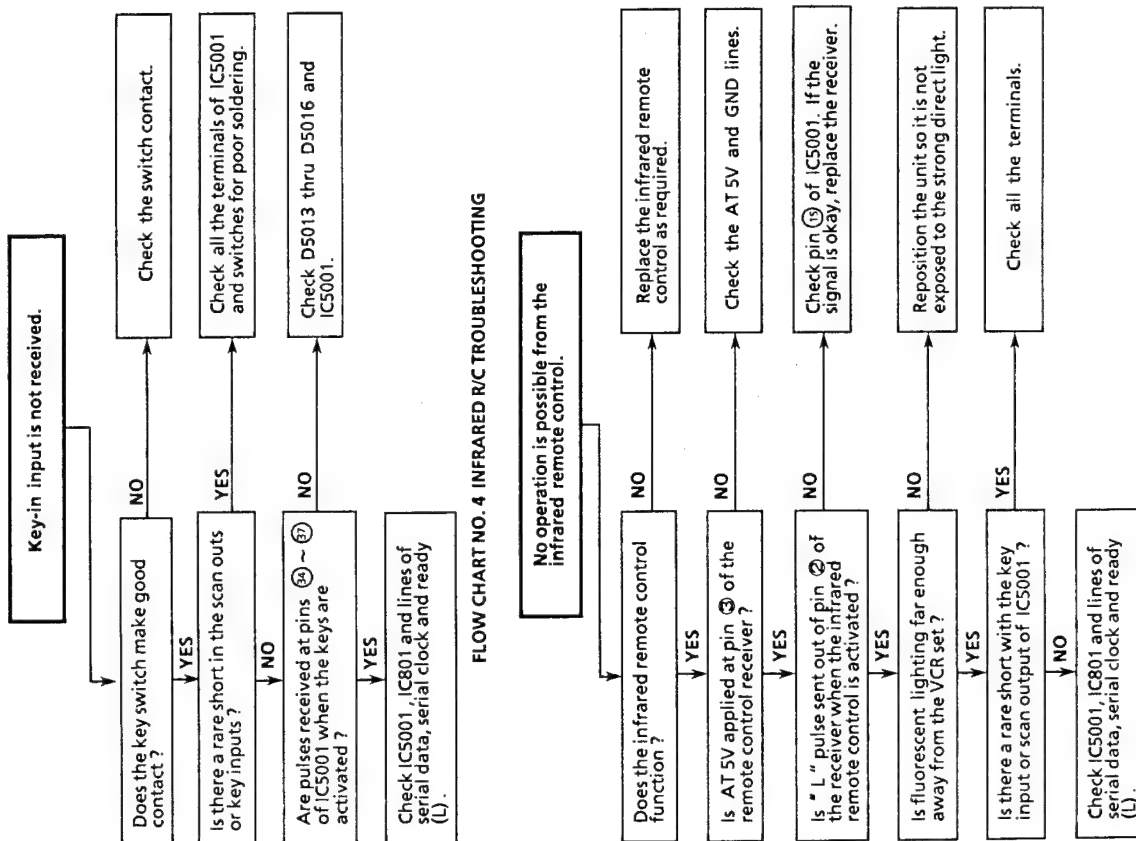 Key-in input is not received.
Does the key switch make good
contact ?
NO
Check the switch contact.
YES
Is there a rare short in the scan outs
or key inputs ?
YES
Check all the terminals of IC5001
and switches for poor soldering.
NO
Are pulses received at pins ㉞ ~ ㊲
of IC5001 when the keys are
activated ?
NO
Check D5013 thru D5016 and
IC5001.
YES
Check IC5001, IC801 and lines of
serial data, serial clock and ready
(L).
FLOW CHART NO. 4 INFRARED R/C TROUBLESHOOTING
No operation is possible from the
infrared remote control.
Does the infrared remote control
function ?
NO
Replace the infrared remote
control as required.
YES
Is AT 5V applied at pin ③ of the
remote control receiver ?
NO
Check the AT 5V and GND lines.
YES
Is " L " pulse sent out of pin ② of
the receiver when the infrared
remote control is activated ?
NO
Check pin ⑮ of IC5001. If the
signal is okay, replace the receiver.
YES
Is fluorescent lighting far enough
away from the VCR set ?
NO
Reposition the unit so it is not
exposed to the strong direct light.
YES
Is there a rare short with the key
input or scan output of IC5001 ?
YES
Check all the terminals.
NO
Check IC5001, IC801 and lines of
serial data, serial clock and ready
(L).